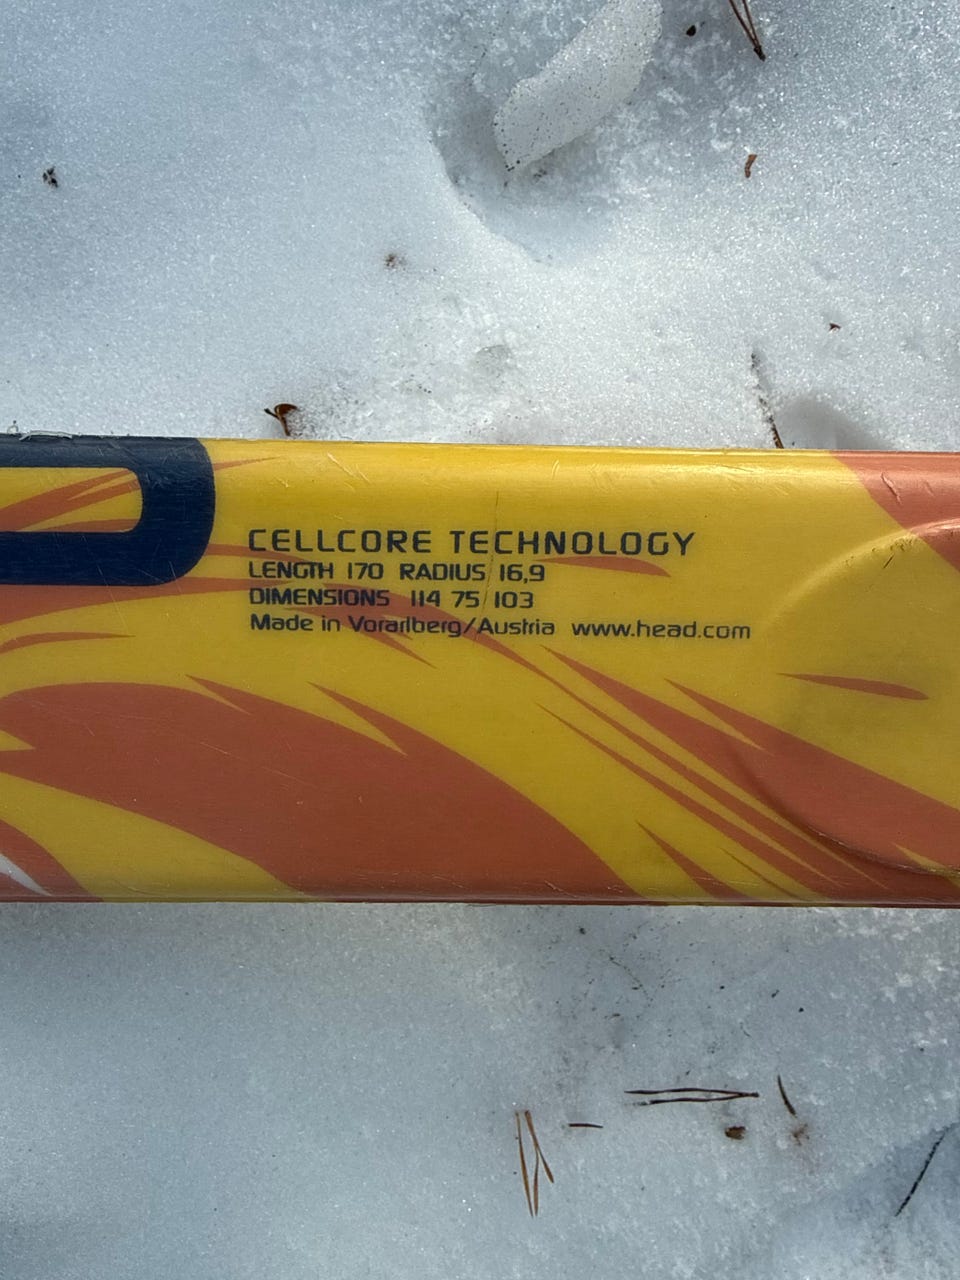 CELLCORE TECHNOLOGY
LENGTH 170 RADIUS 16,9
DIMENSIONS 114 75 103
Made in Vorarlberg/Austria www.head.com